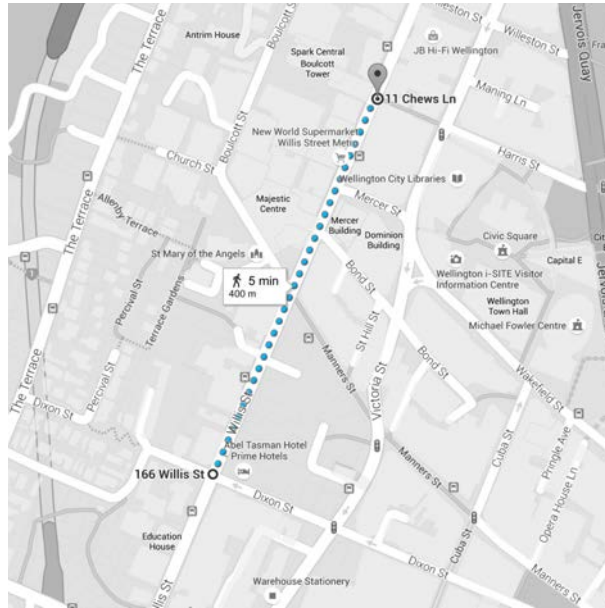 Antrim House
Boulcott St
The Terrace
Spark Central
Boulcott
Tower
JB Hi-Fi Wellington
Willeston St
Willeston St
Jervois Quay
Maning Ln
11 Chews Ln
Harris St
New World Supermarket
Willis Street Metro
Church St
Boulcott St
Wellington City Libraries
Mercer St
Majestic
Centre
Mercer
Building
Dominion
Building
Allenby Terrace
The Terrace
St Mary of the Angels
Civic Square
Capital E
Wellington i-SITE Visitor
Information Centre
Wellington
Town Hall
Michael Fowler Centre
5 min
400 m
Bond St
St Hill St
Bond St
Percival St
Terrace Gardens
Manners St
Victoria St
Wakefield St
The Terrace
Dixon St
Percival St
Willis St
Abel Tasman Hotel
Prime Hotels
166 Willis St
Dixon St
Manners St
Cuba St
Pringle Ave
Opera House Ln
Education
House
Willis St
Dixon St
Cuba St
Warehouse Stationery